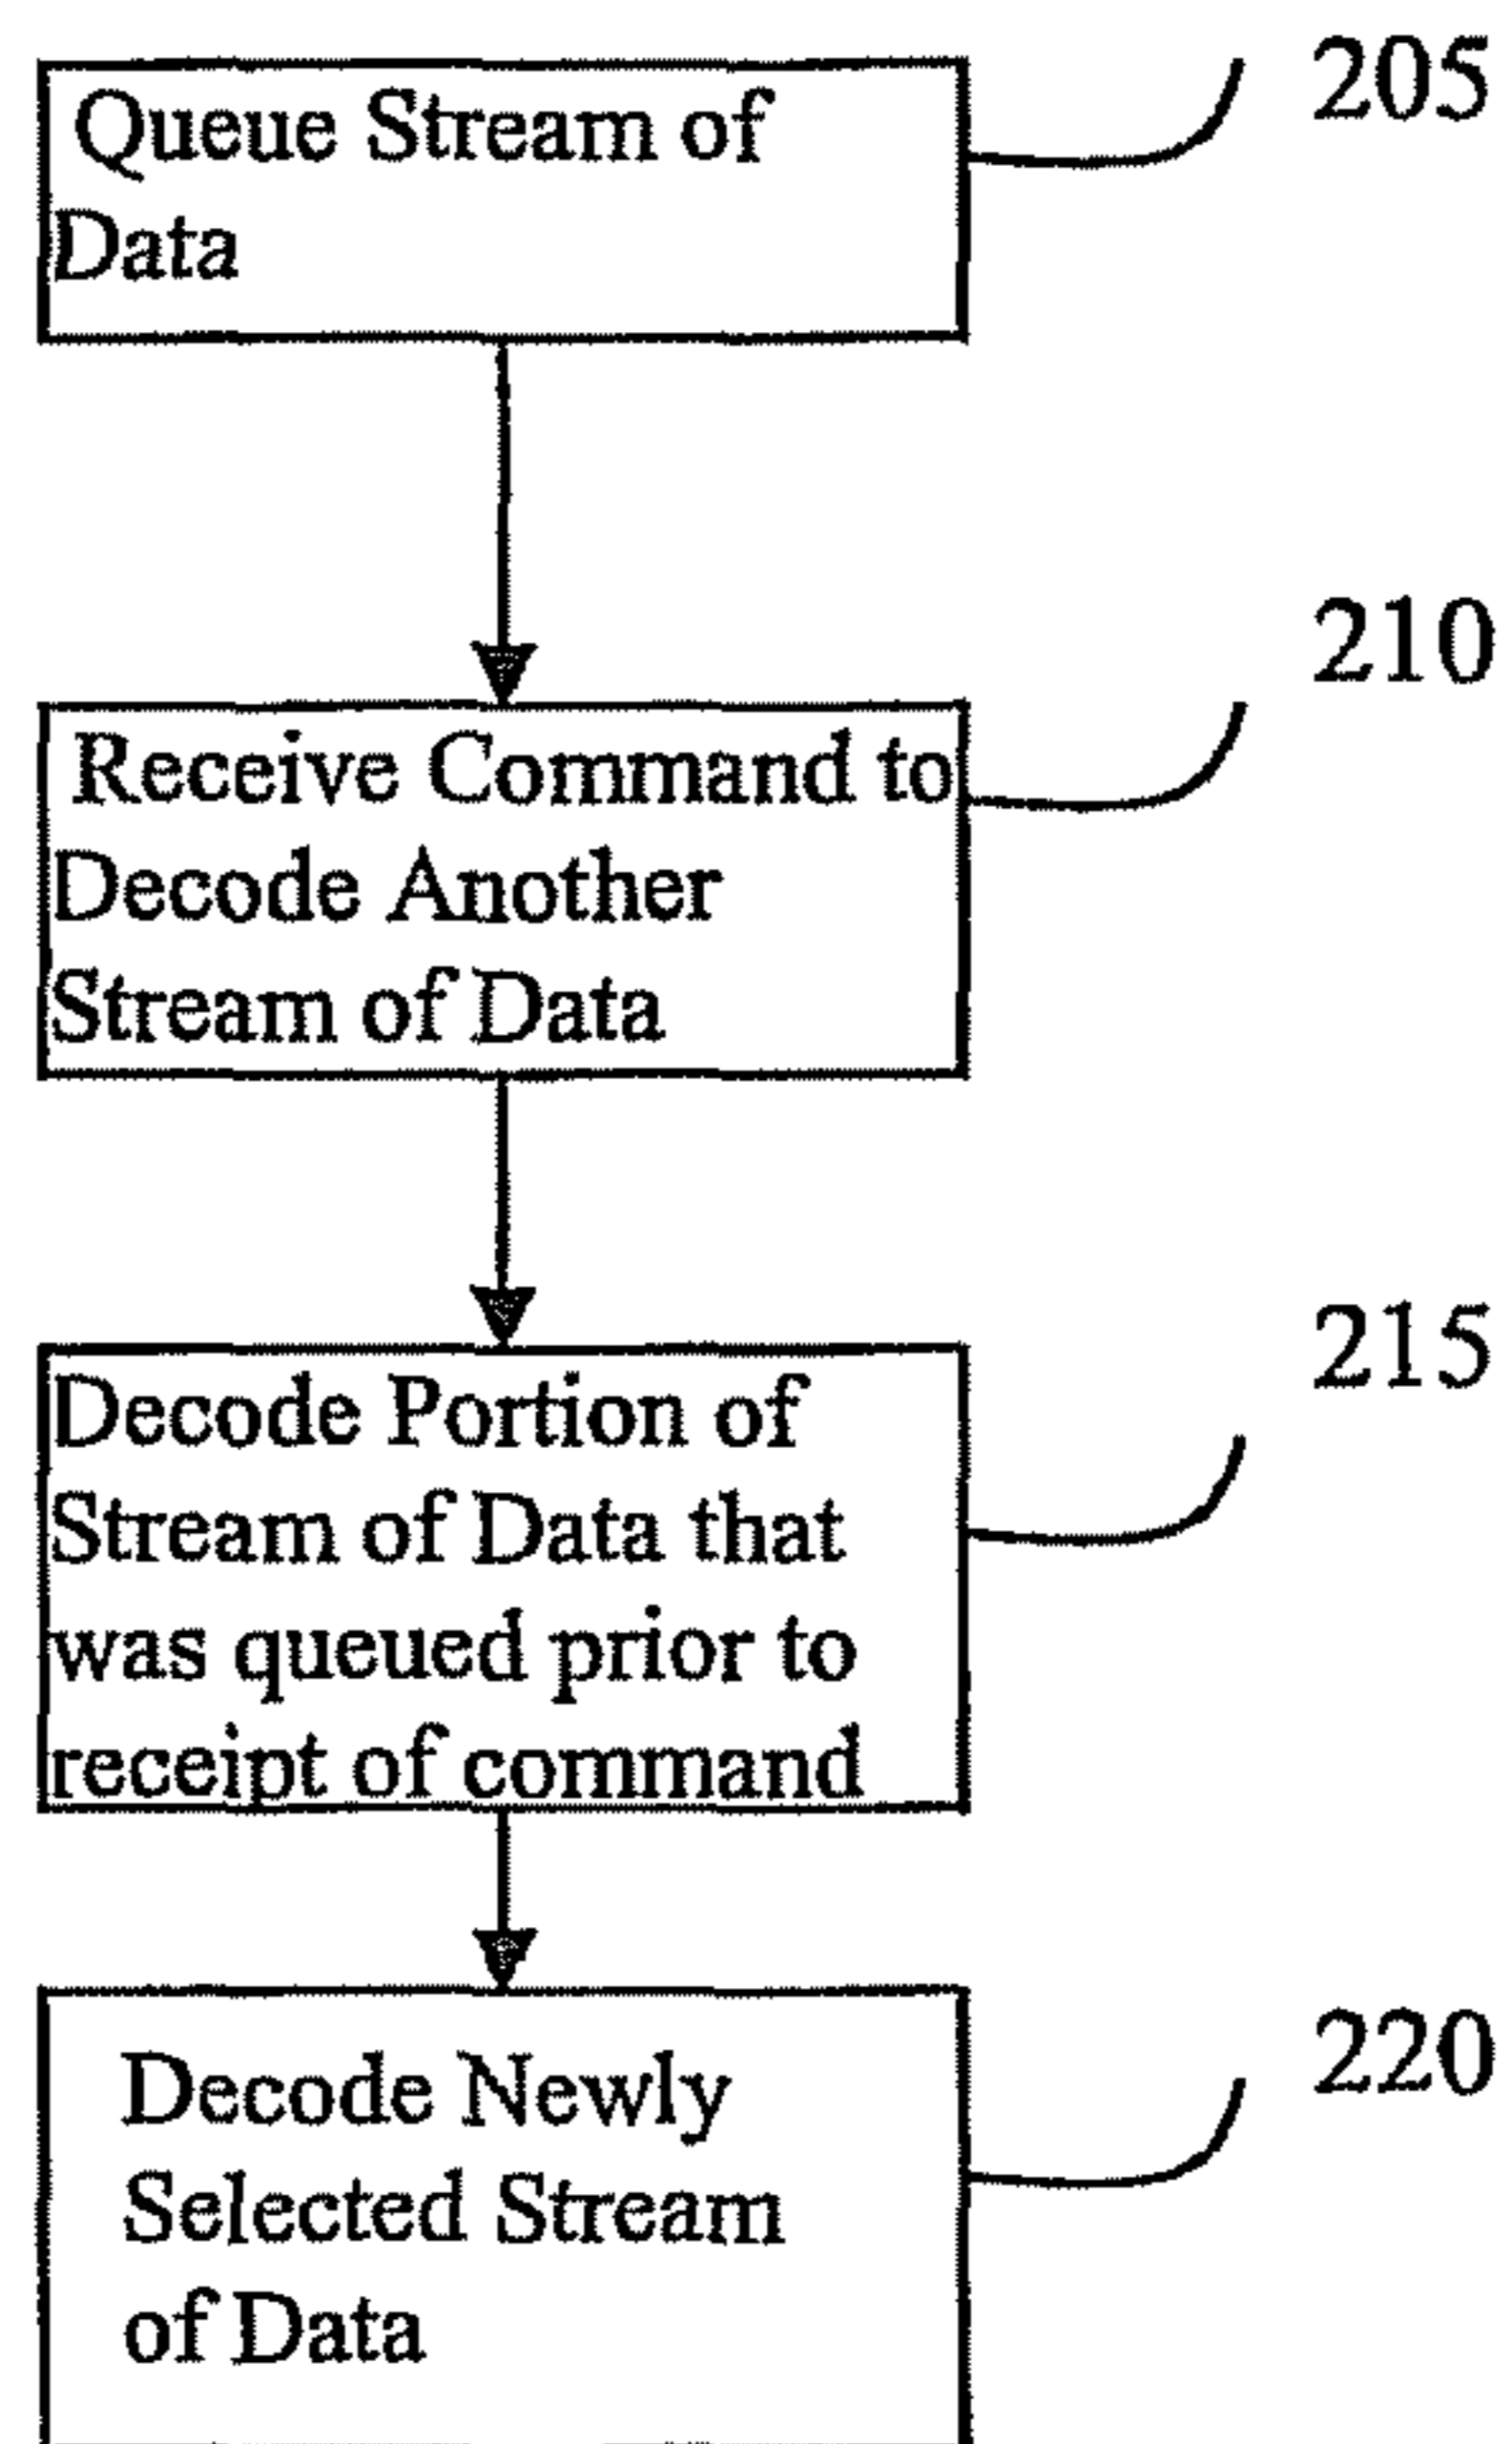 Queue Stream of
Data
205
Receive Command to
Decode Another
Stream of Data
210
Decode Portion of
Stream of Data that
was queued prior to
receipt of command
215
Decode Newly
Selected Stream
of Data
220